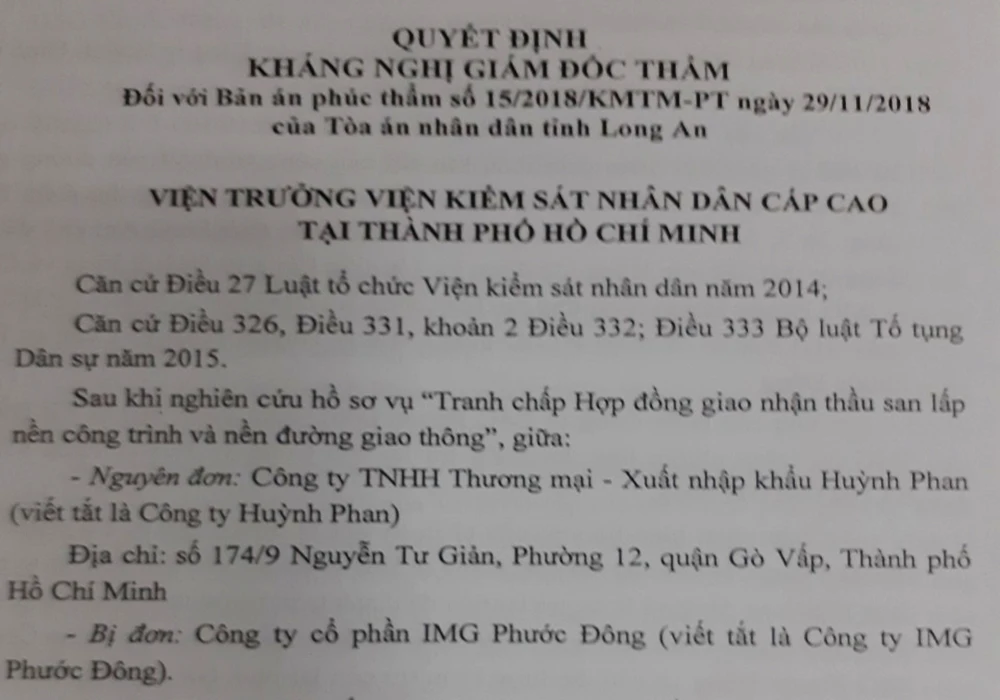 QUYẾT ĐỊNH
KHÁNG NGHỊ GIÁM ĐỐC THẨM
Đối với Bản án phúc thẩm số 15/2018/KMTM-PT ngày 29/11/2018
của Tòa án nhân dân tỉnh Long An
VIỆN TRƯỞNG VIỆN KIỂM SÁT NHÂN DÂN CẤP CAO
TẠI THÀNH PHỐ HỒ CHÍ MINH
Căn cứ Điều 27 Luật tổ chức Viện kiểm sát nhân dân năm 2014;
Căn cứ Điều 326, Điều 331, khoản 2 Điều 332; Điều 333 Bộ luật Tố tụng
Dân sự năm 2015.
Sau khi nghiên cứu hồ sơ vụ “Tranh chấp Hợp đồng giao nhận thầu san lấp
nền công trình và nền đường giao thông”, giữa:
- Nguyên đơn: Công ty TNHH Thương mại - Xuất nhập khẩu Huỳnh Phan
(viết tắt là Công ty Huỳnh Phan)
Địa chỉ: số 174/9 Nguyễn Tư Giản, Phường 12, quận Gò Vấp, Thành phố
Hồ Chí Minh
- Bị đơn: Công ty cổ phần IMG Phước Đông (viết tắt là Công ty IMG
Phước Đông).